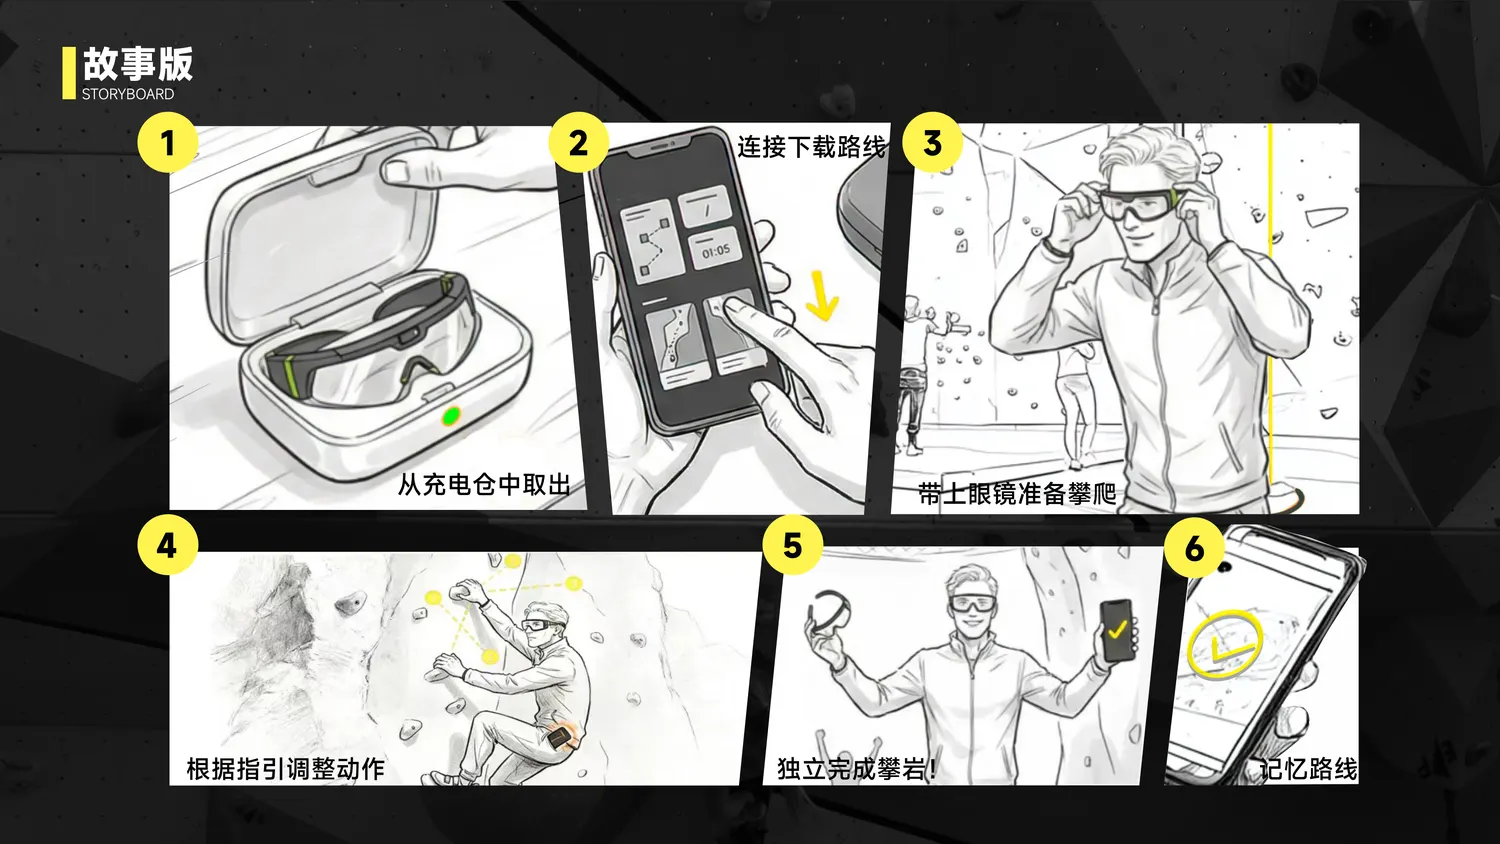 故事版
STORYBOARD
1
2
连接下载路线
01:05
3
从充电仓中取出
带上眼镜准备攀爬
4
根据指引调整动作
5
独立完成攀岩！
6
记忆路线